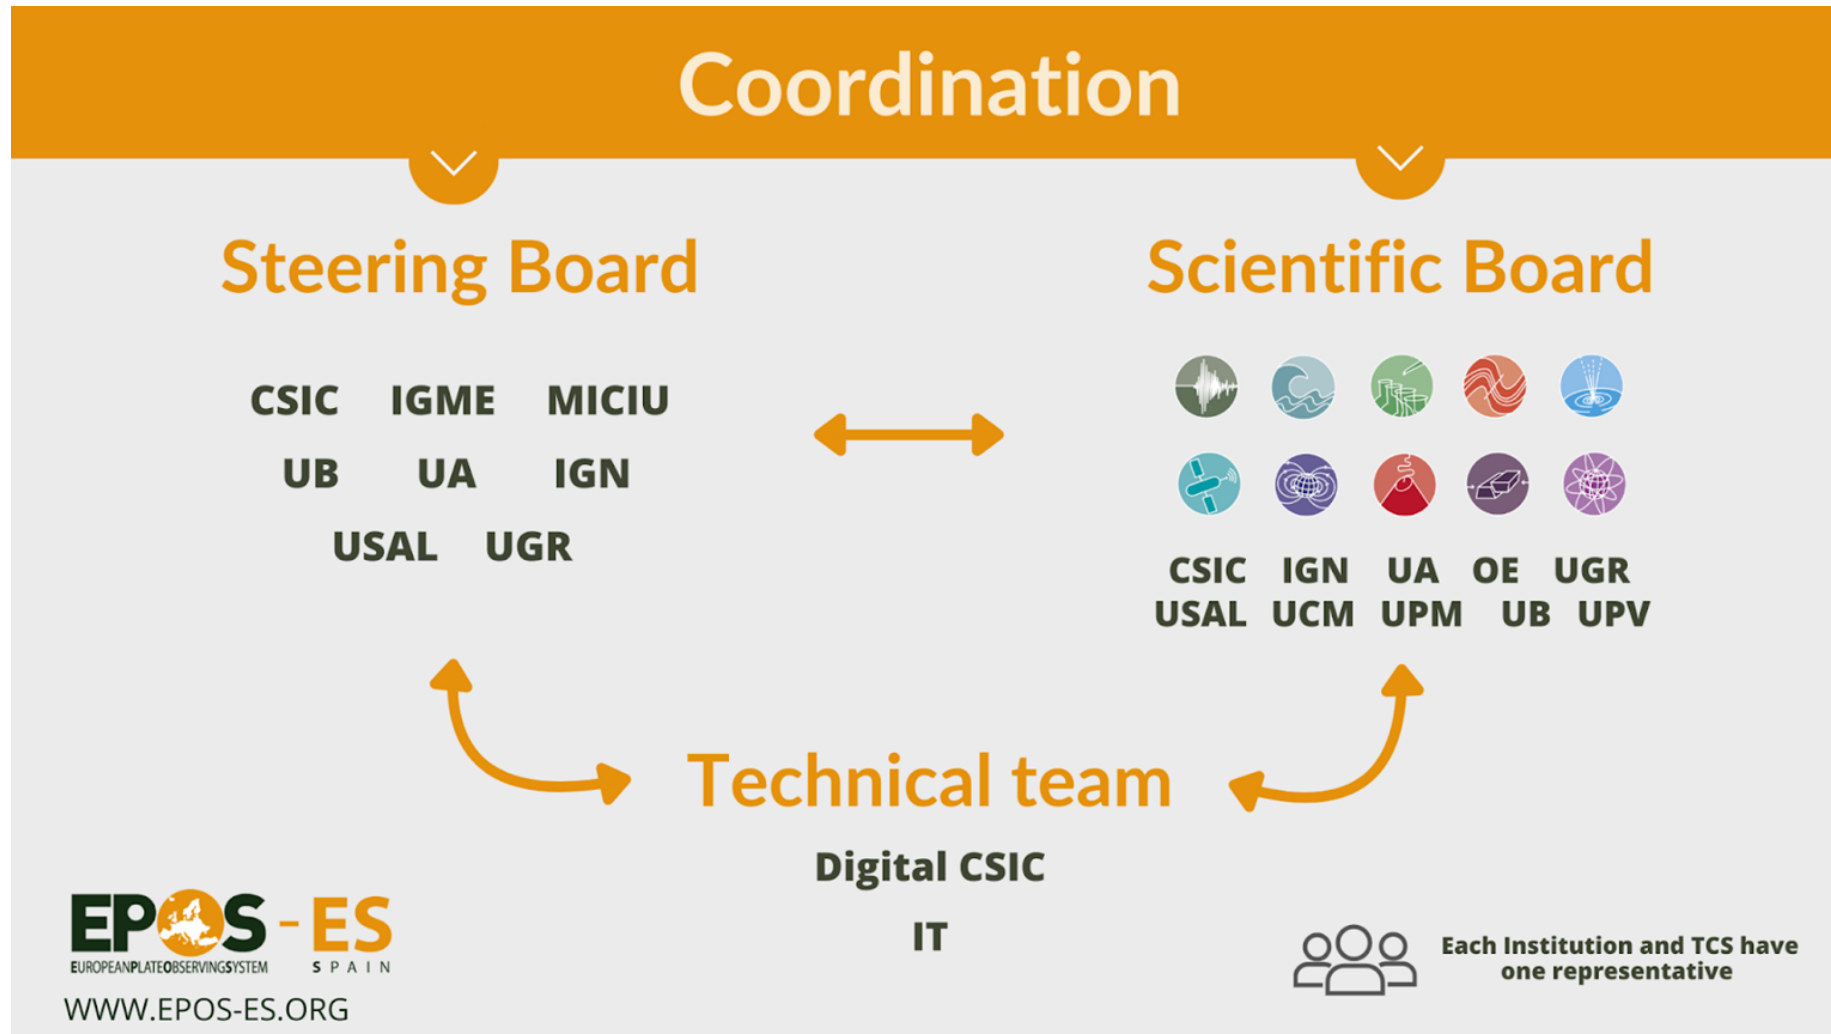 Coordination
Steering Board
CSIC IGME MICIU
UB UA IGN
USAL UGR
Scientific Board
CSIC IGN UA OE UGR
USAL UCM UPM UB UPV
Technical team
Digital CSIC
IT
EPOS - ES
EUROPEANPLATEOBSERVINGSYSTEM SPAIN
WWW.EPOS-ES.ORG
Each Institution and TCS have
one representative